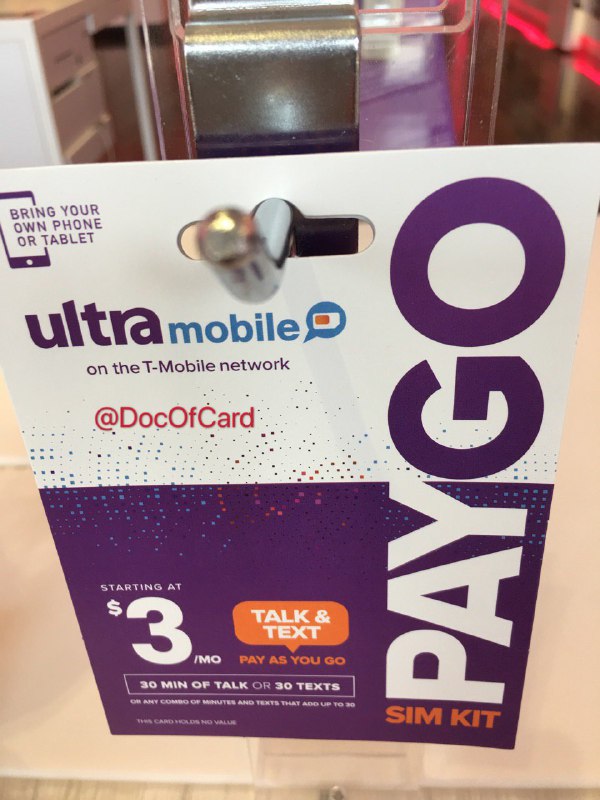 BRING YOUR
OWN PHONE
OR TABLET
ultra mobile
on the T-Mobile network
@DocOfCard
PAYGO
STARTING AT
$3/MO
TALK &
TEXT
PAY AS YOU GO
30 MIN OF TALK OR 30 TEXTS
OR ANY COMBO OF MINUTES AND TEXTS THAT ADD UP TO 30
THIS CARD HOLDS NO VALUE
SIM KIT